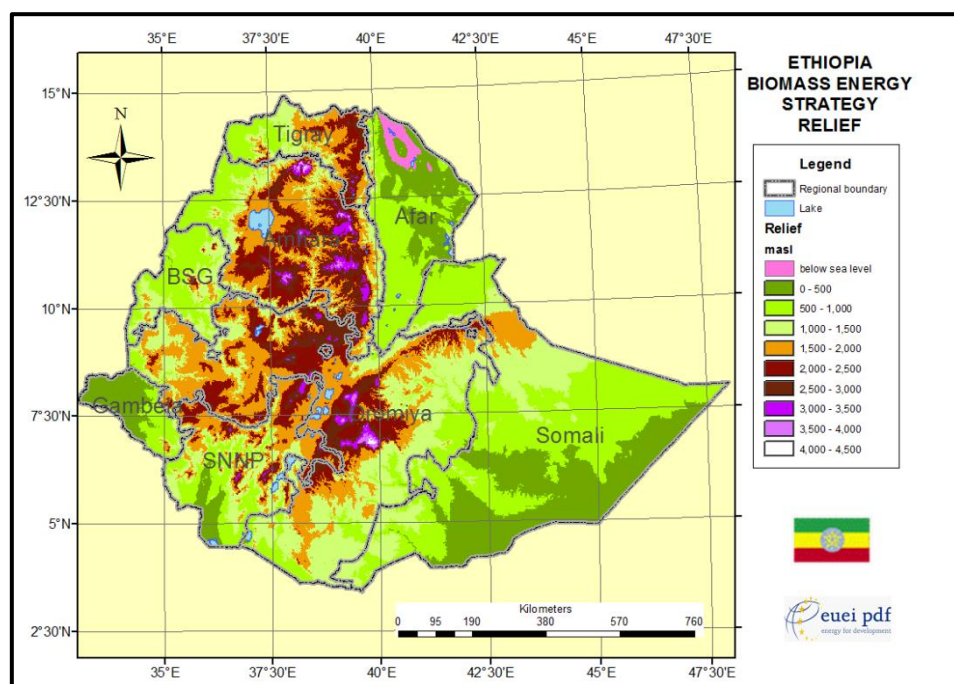 35°E 37°30'E 40°E 42°30'E 45°E 47°30'E
15°N
12°30'N
10°N
7°30'N
5°N
2°30'N
N
Tigray
Afar
Amhara
BSG
Gambela
Oromiya
SNNP
Somali
Kilometers
0 95 190 380 570 760
35°E 37°30'E 40°E 42°30'E 45°E 47°30'E
ETHIOPIA
BIOMASS ENERGY
STRATEGY
RELIEF
Legend
Regional boundary
Lake
Relief
masl
below sea level
0 - 500
500 - 1,000
1,000 - 1,500
1,500 - 2,000
2,000 - 2,500
2,500 - 3,000
3,000 - 3,500
3,500 - 4,000
4,000 - 4,500
euei pdf
energy for development